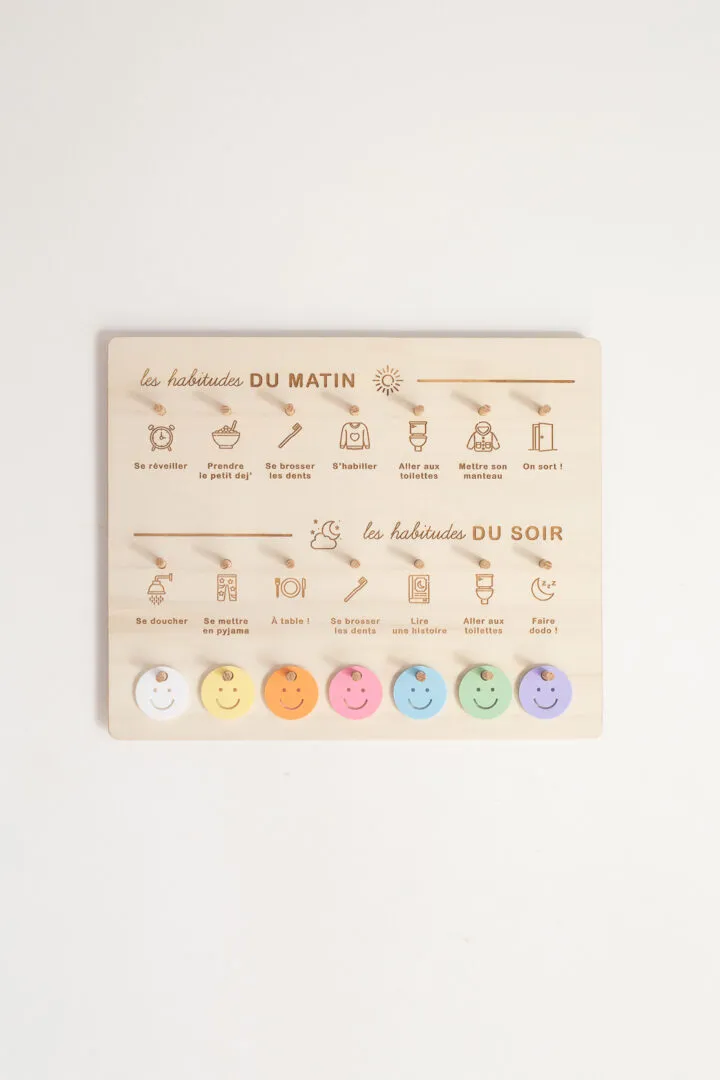 les habitudes DU MATIN
Se réveiller
Prendre
le petit dej'
Se brosser
les dents
S'habiller
Aller aux
toilettes
Mettre son
manteau
On sort !
les habitudes DU SOIR
zzz
Se doucher
Se mettre
en pyjama
À table !
Se brosser
les dents
Lire
une histoire
Aller aux
toilettes
Faire
dodo !